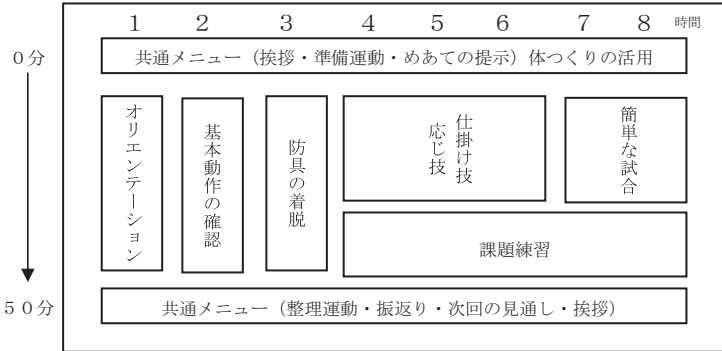 1 2 3 4 5 6 7 8 時間
0分
共通メニュー（挨拶・準備運動・めあての提示）体つくりの活用
オリエンテーション
基本動作の確認
防具の着脱
仕掛け技
応じ技
簡単な試合
課題練習
50分
共通メニュー（整理運動・振返り・次回の見通し・挨拶）